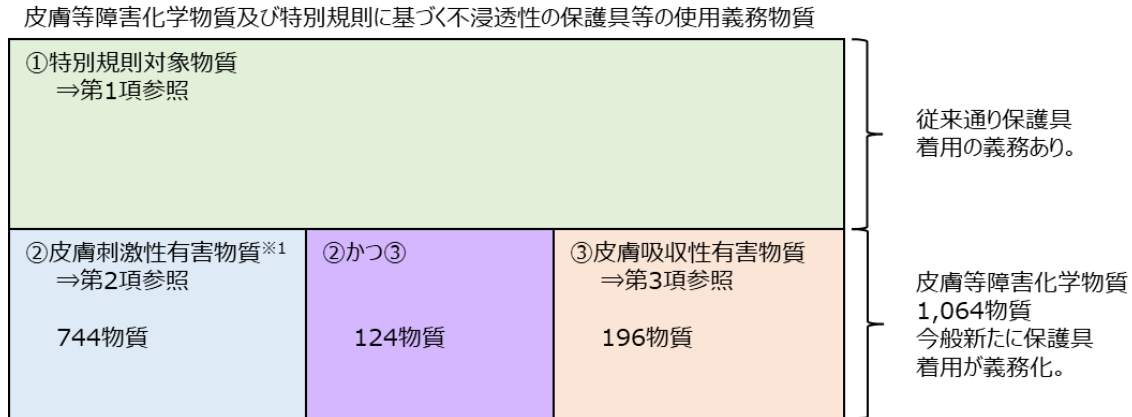 皮膚等障害化学物質及び特別規則に基づく不浸透性の保護具等の使用義務物質
①特別規則対象物質
⇒第1項参照
従来通り保護具
着用の義務あり。
②皮膚刺激性有害物質※1
⇒第2項参照
744物質
②かつ③
124物質
③皮膚吸収性有害物質
⇒第3項参照
196物質
皮膚等障害化学物質
1,064物質
今般新たに保護具
着用が義務化。